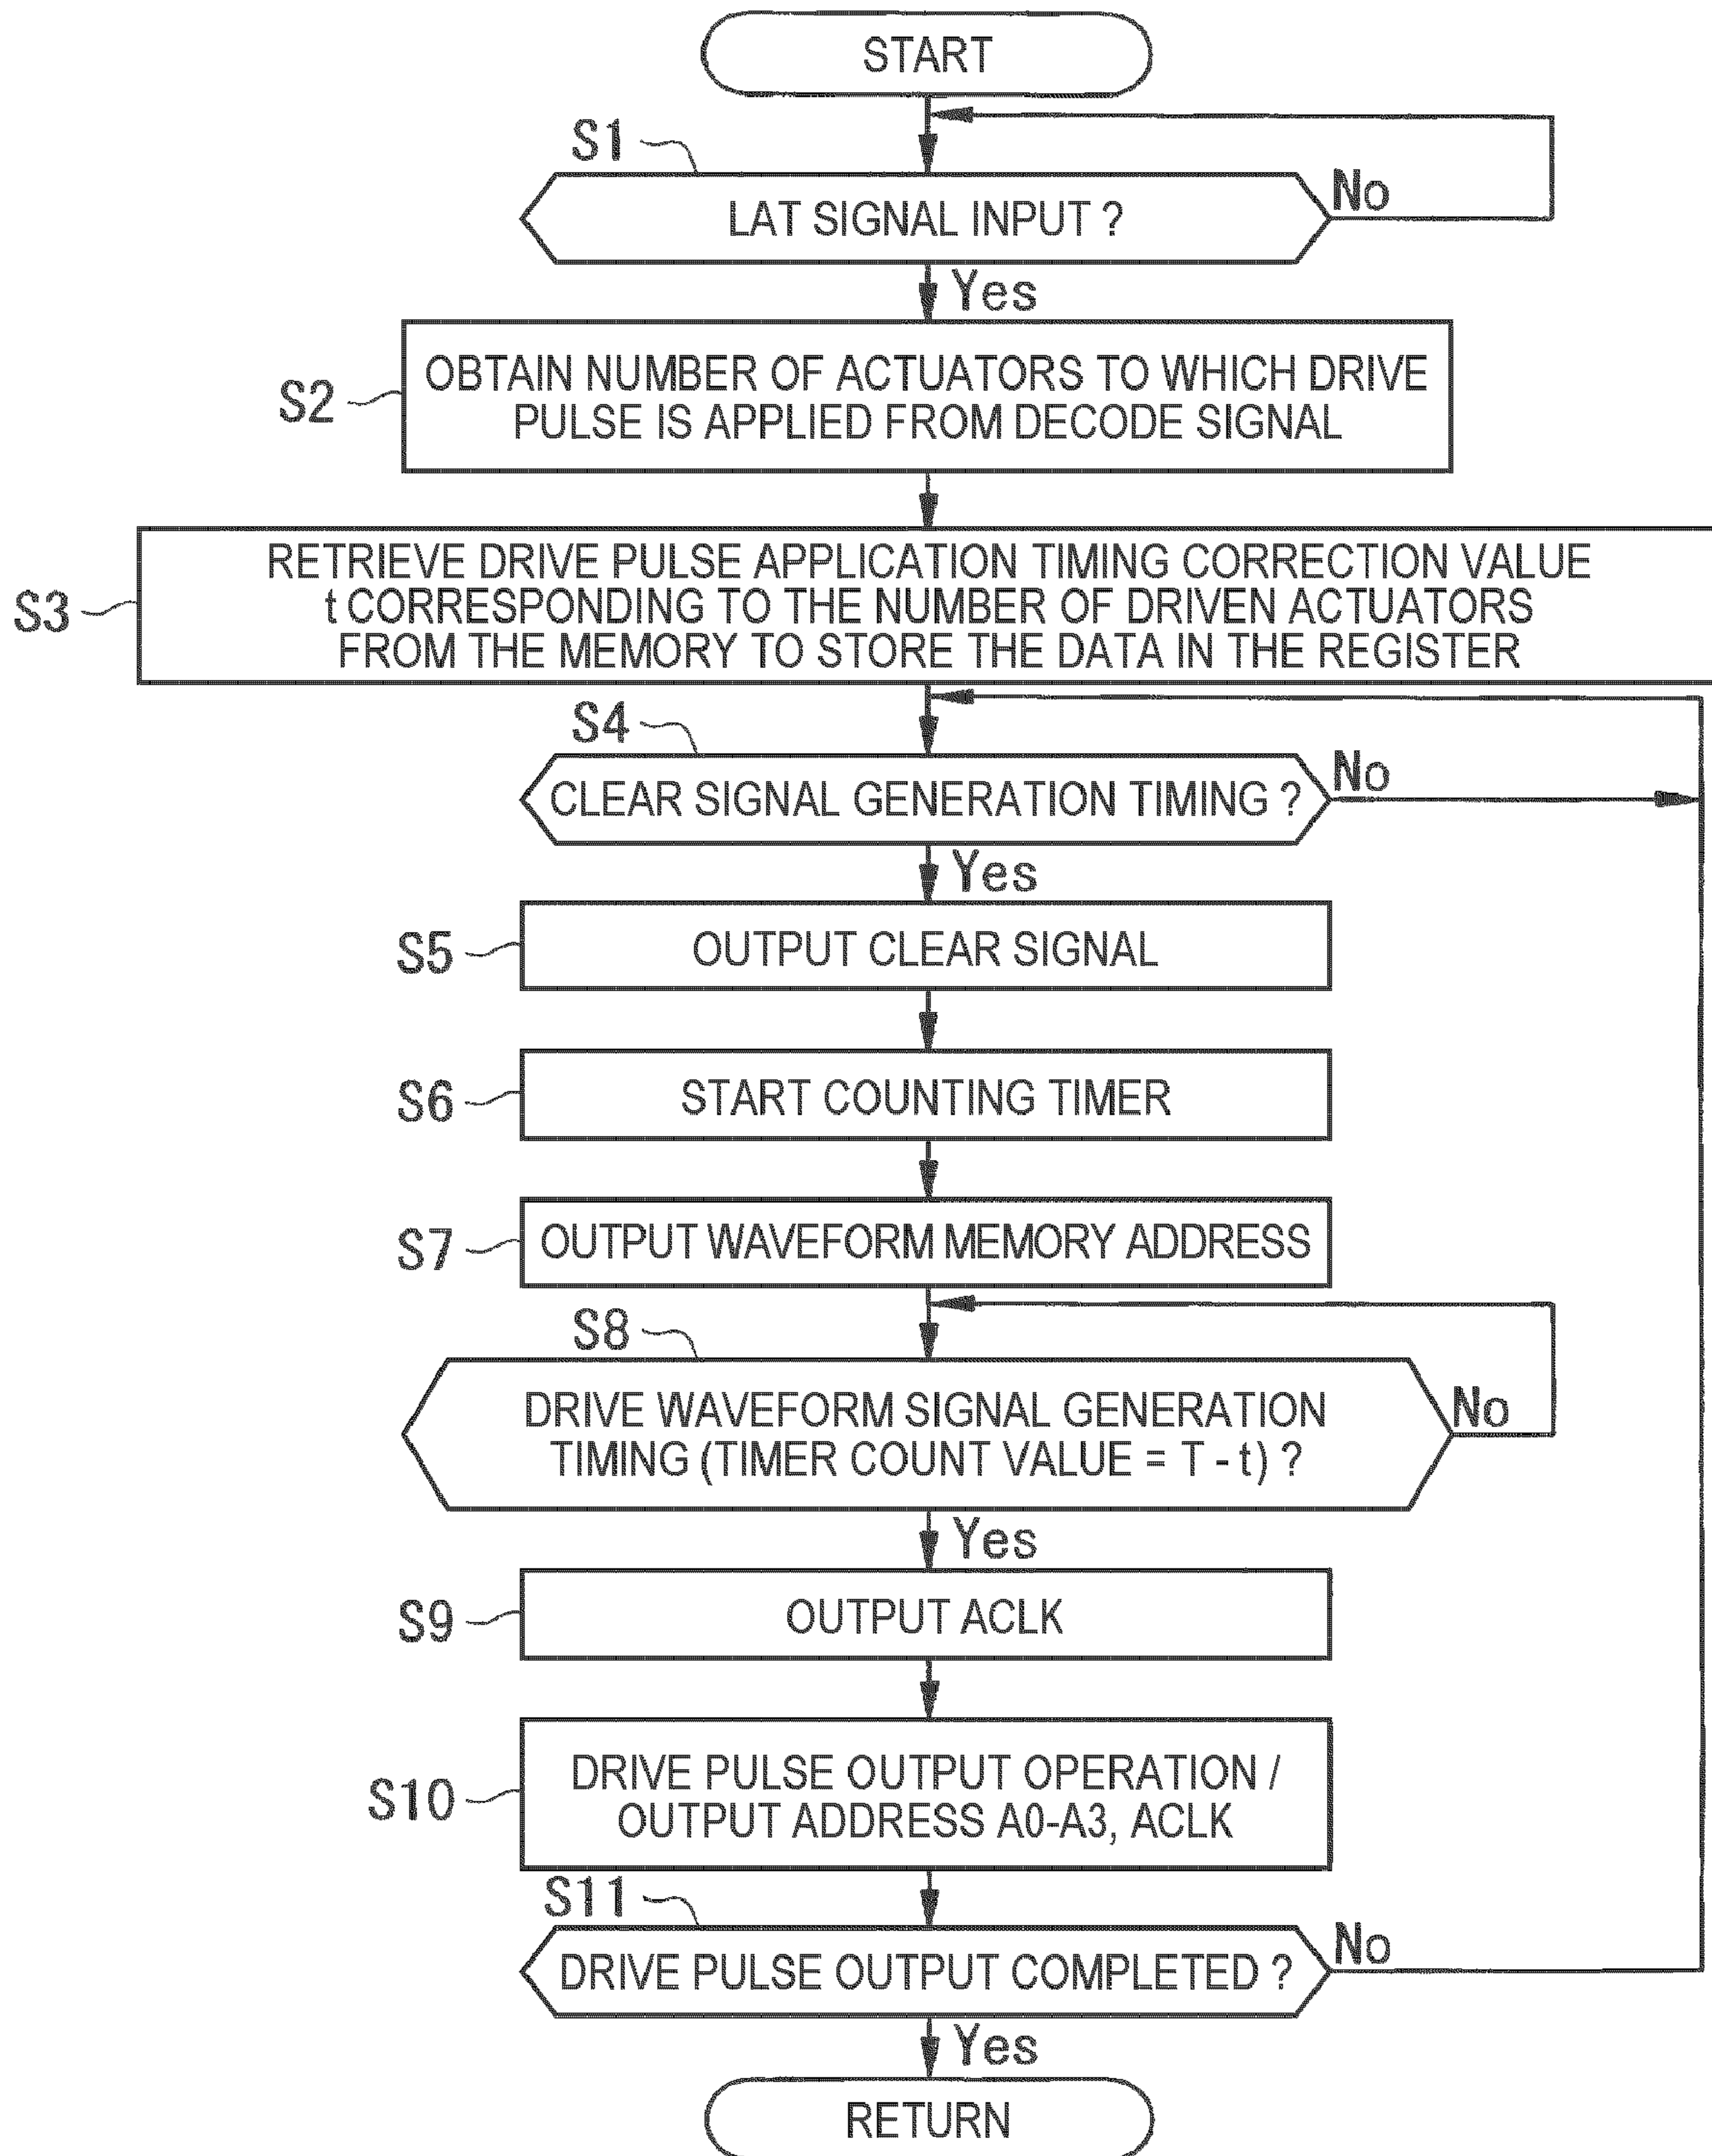 START
S1
LAT SIGNAL INPUT ?
No
Yes
S2
OBTAIN NUMBER OF ACTUATORS TO WHICH DRIVE
PULSE IS APPLIED FROM DECODE SIGNAL
S3
RETRIEVE DRIVE PULSE APPLICATION TIMING CORRECTION VALUE
t CORRESPONDING TO THE NUMBER OF DRIVEN ACTUATORS
FROM THE MEMORY TO STORE THE DATA IN THE REGISTER
S4
CLEAR SIGNAL GENERATION TIMING ?
No
Yes
S5
OUTPUT CLEAR SIGNAL
S6
START COUNTING TIMER
S7
OUTPUT WAVEFORM MEMORY ADDRESS
S8
DRIVE WAVEFORM SIGNAL GENERATION
TIMING (TIMER COUNT VALUE = T - t) ?
No
Yes
S9
OUTPUT ACLK
S10
DRIVE PULSE OUTPUT OPERATION /
OUTPUT ADDRESS A0-A3, ACLK
S11
DRIVE PULSE OUTPUT COMPLETED ?
No
Yes
RETURN